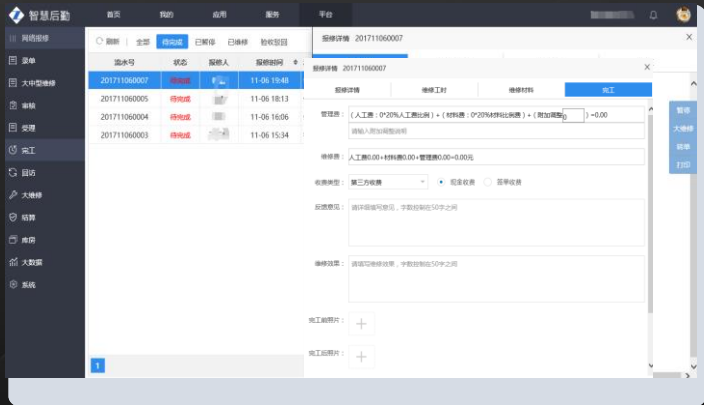 智慧后勤
首页 我的 应用 服务 平台
网络报修
录单
大中型维修
审核
受理
完工
回访
大维修
结算
库房
大数据
系统
刷新 全部 待完成 已暂停 已维修 验收驳回
流水号 状态 报修人 报修时间
201711060007 待完成 11-06 19:48
201711060005 待完成 11-06 18:13
201711060004 待完成 11-06 16:06
201711060003 待完成 11-06 15:34
1
报修详情 201711060007
报修详情 201711060007
报修详情 维修工时 维修材料 完工
管理费: (人工费:0*20%人工费比例)+(材料费:0*20%材料比例费)+(附加调整0)=0.00
请输入附加调整说明
维修费: 人工费0.00+材料费0.00+管理费0.00=0.00元
收费类型: 第三方收费 现金收费 签单收费
反馈意见: 请详细填写意见,字数控制在50字之间
维修效果: 请填写维修效果,字数控制在50字之间
完工前照片:
完工后照片:
暂停
大维修
转单
打印